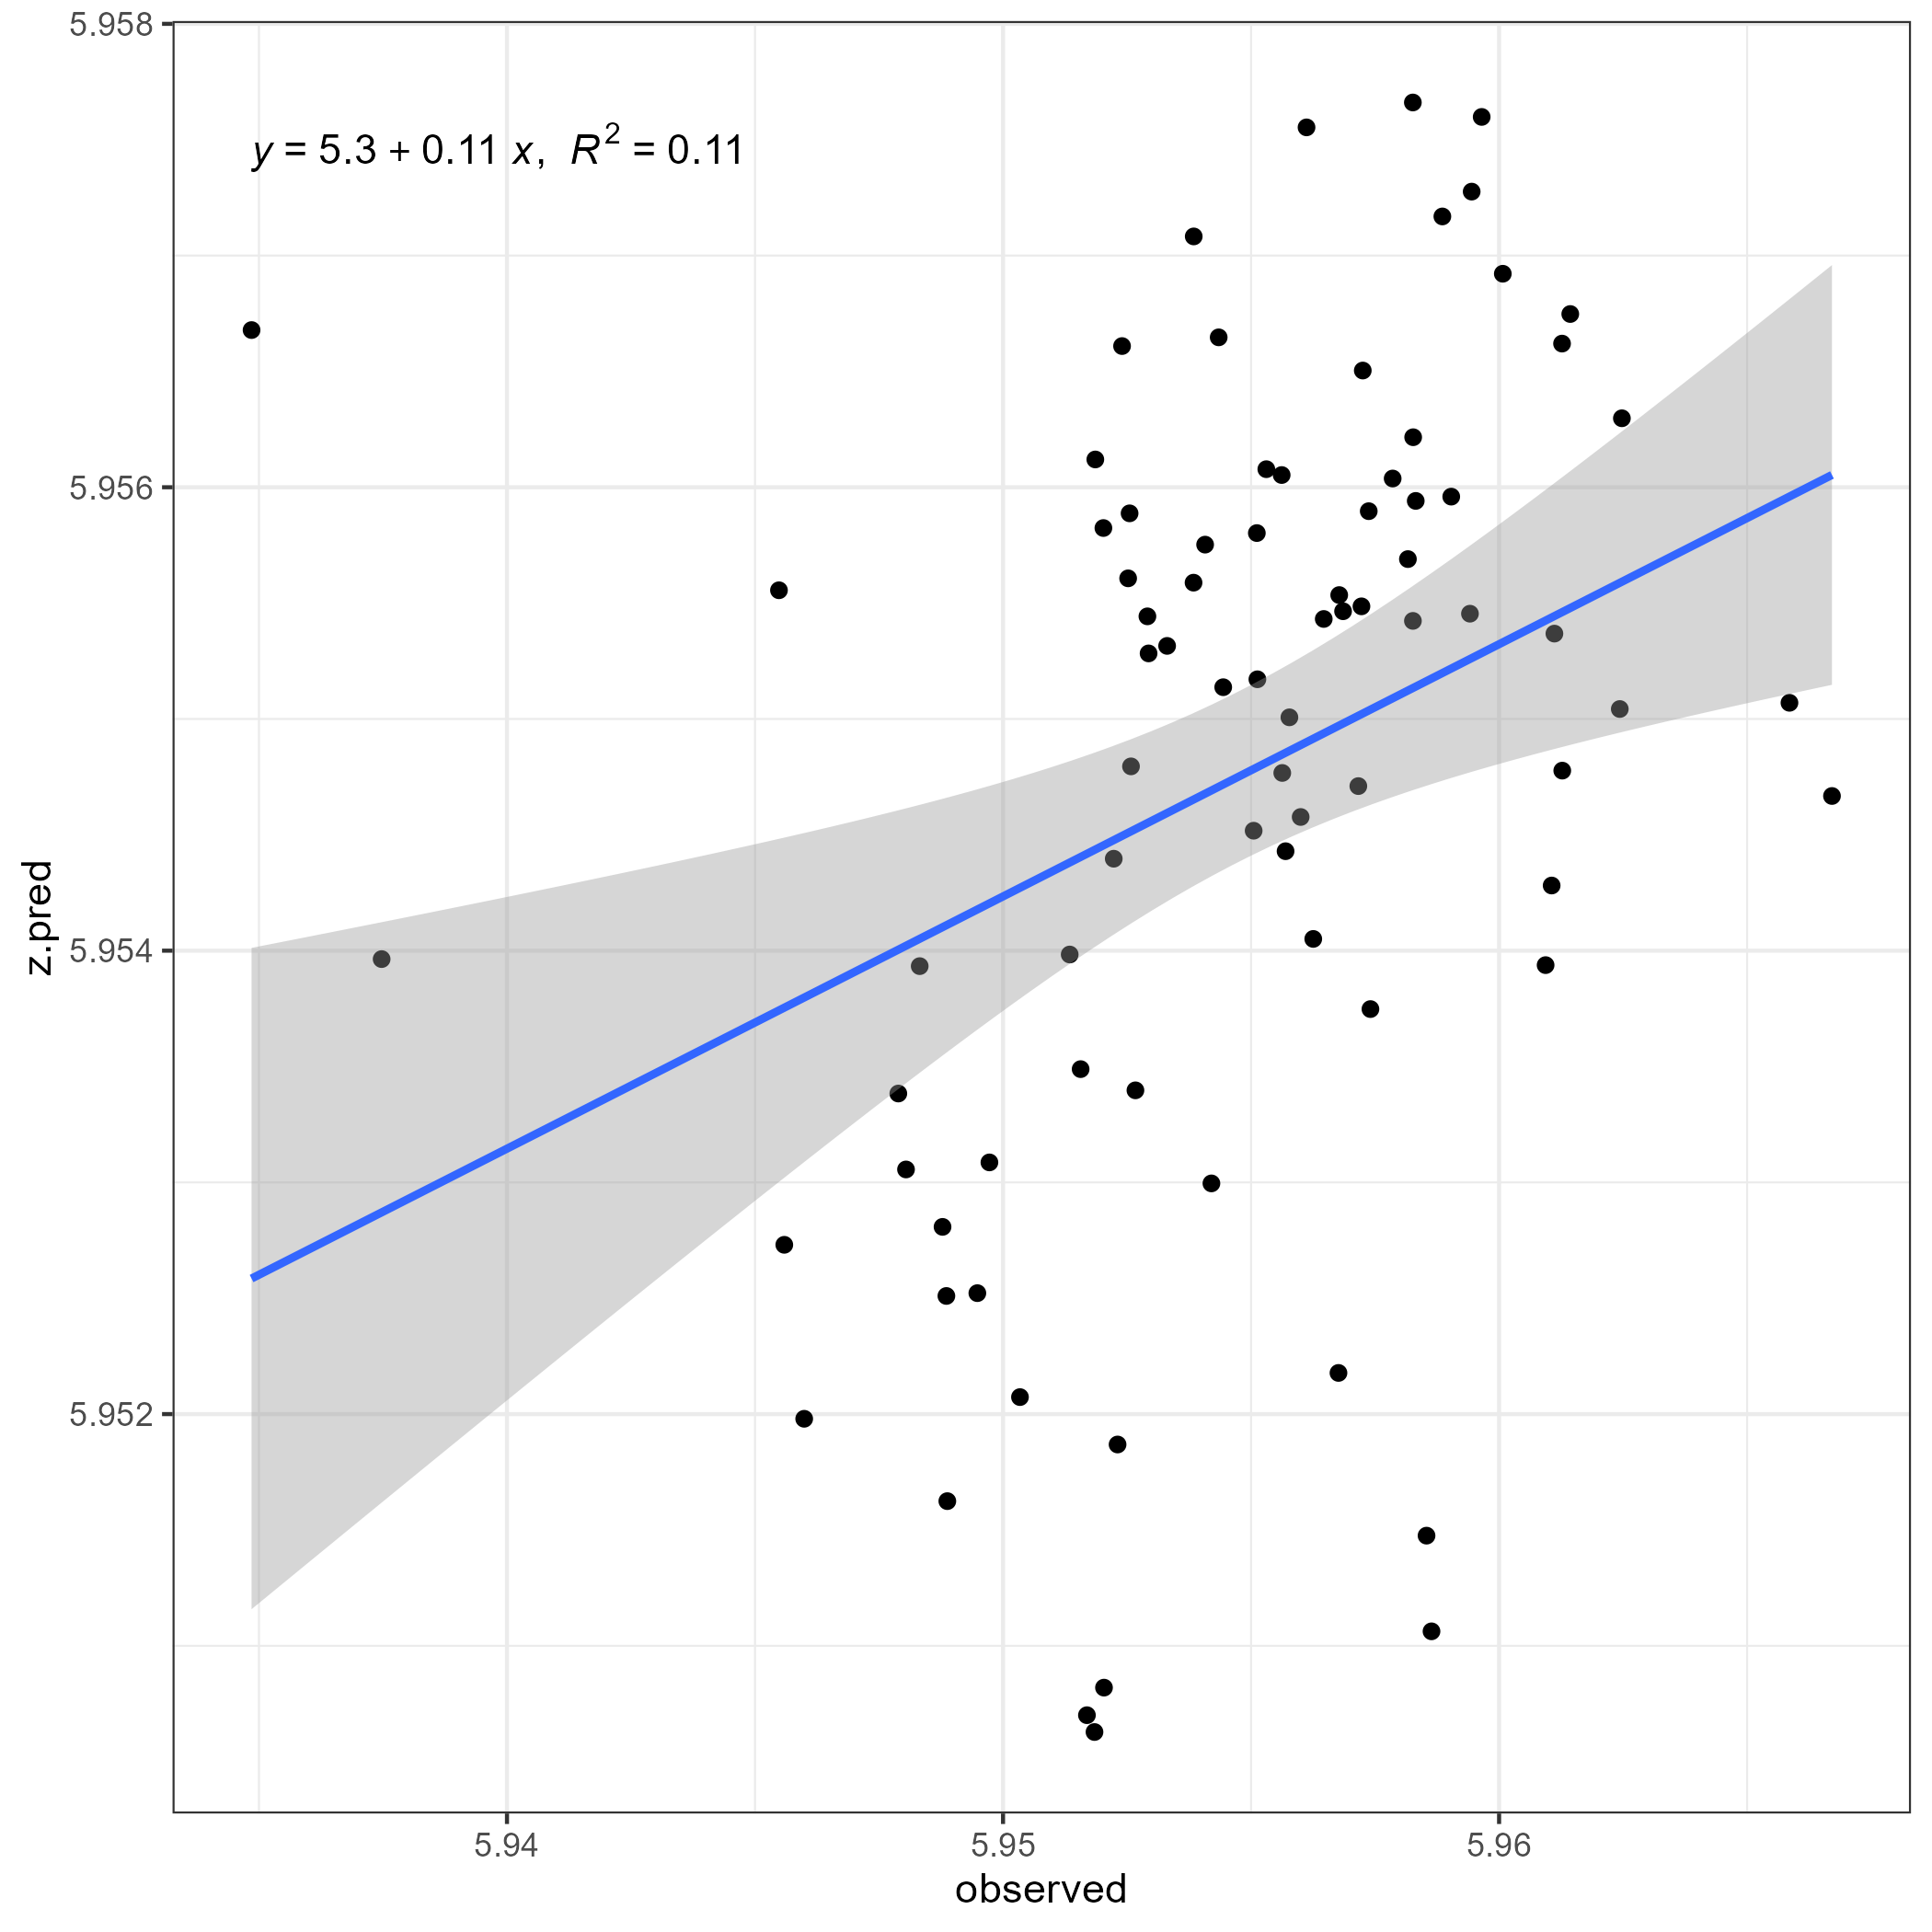 5.958
y = 5.3 + 0.11 x, R² = 0.11
5.956
z.pred
5.954
5.952
5.94 5.95 5.96
observed